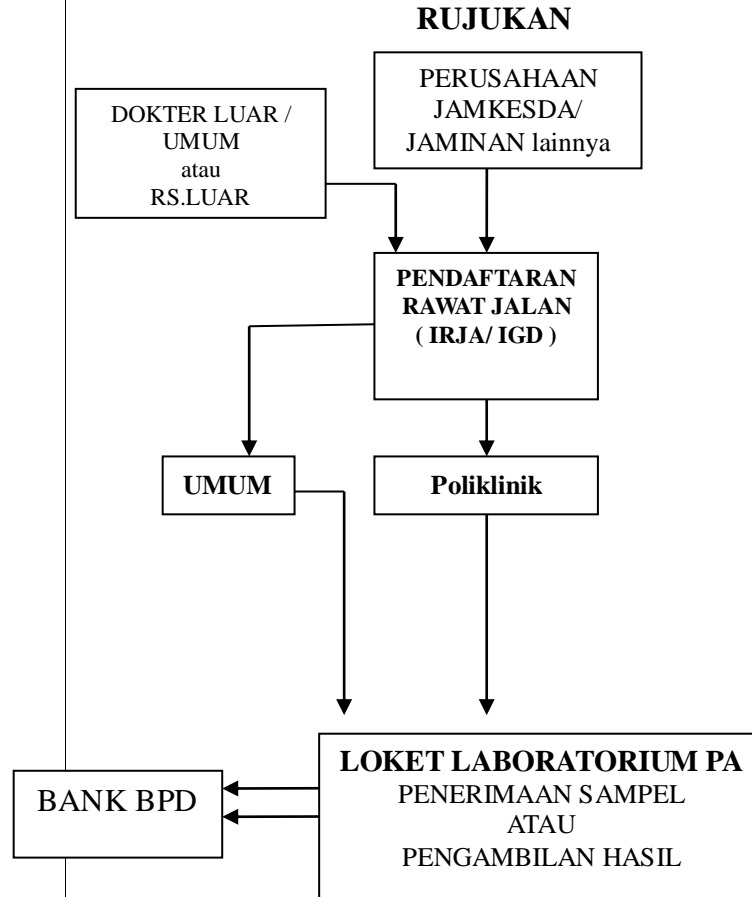 RUJUKAN
DOKTER LUAR /
UMUM
atau
RS.LUAR
PERUSAHAAN
JAMKESDA/
JAMINAN lainnya
PENDAFTARAN
RAWAT JALAN
( IRJA/ IGD )
UMUM
Poliklinik
BANK BPD
LOKET LABORATORIUM PA
PENERIMAAN SAMPEL
ATAU
PENGAMBILAN HASIL